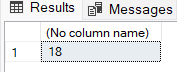 Results Messages
(No column name)
1 18